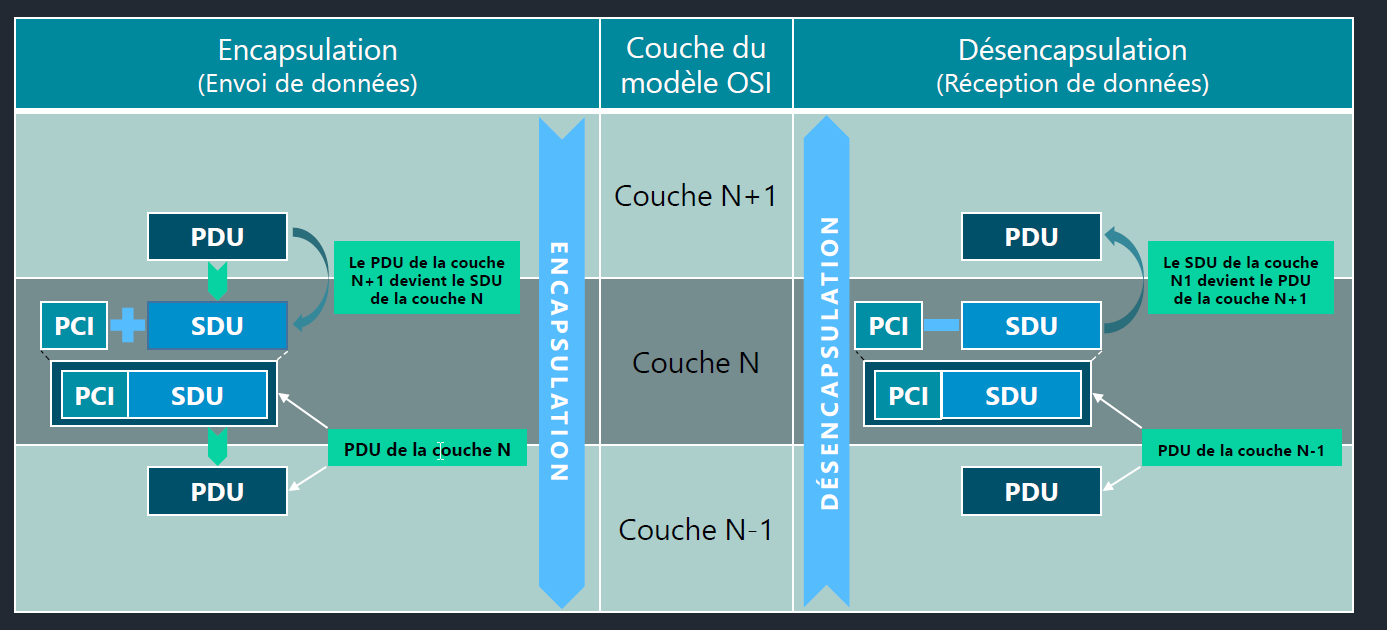 Encapsulation
(Envoi de données)
Couche du
modèle OSI
Désencapsulation
(Réception de données)
Couche N+1
PDU
Le PDU de la couche
N+1 devient le SDU
de la couche N
PCI
SDU
PCI
SDU
PDU de la couche N
PDU
ENCAPSULATION
Couche N
Couche N-1
DÉSENCAPSULATION
PDU
Le SDU de la couche
N1 devient le PDU
de la couche N+1
PCI
SDU
PCI
SDU
PDU de la couche N-1
PDU